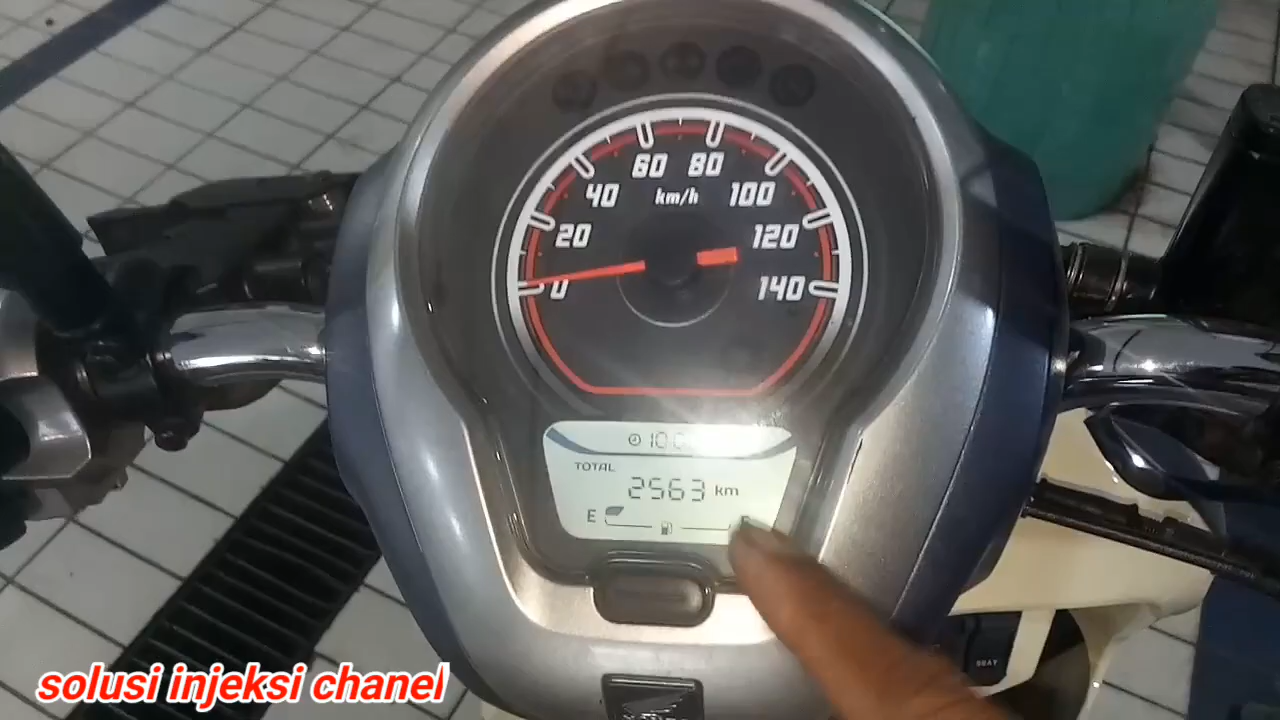 60 80
40 km/h 100
20 120
0 140
TOTAL
2563 km
E F
solusi injeksi chanel